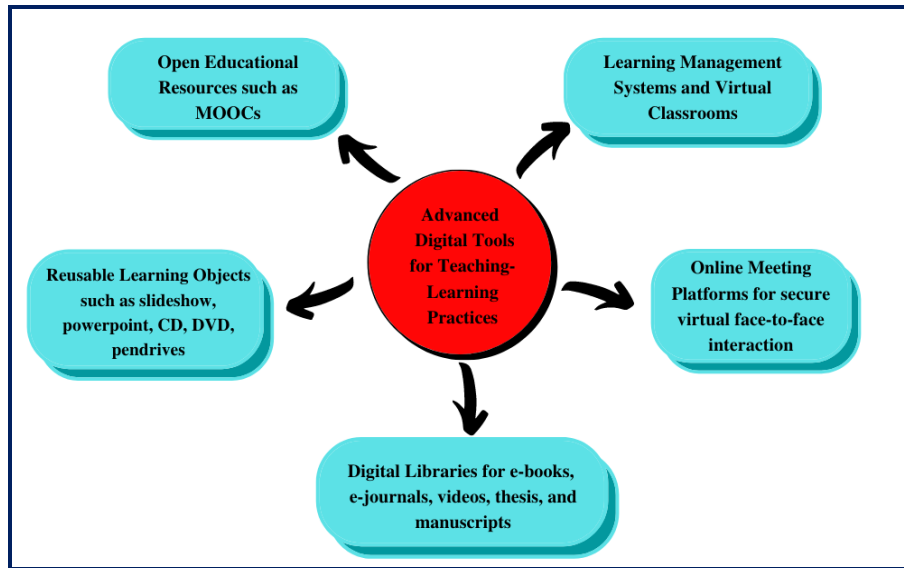 Open Educational
Resources such as
MOOCs
Learning Management
Systems and Virtual
Classrooms
Advanced
Digital Tools
for Teaching-
Learning
Practices
Reusable Learning Objects
such as slideshow,
powerpoint, CD, DVD,
pendrives
Online Meeting
Platforms for secure
virtual face-to-face
interaction
Digital Libraries for e-books,
e-journals, videos, thesis, and
manuscripts